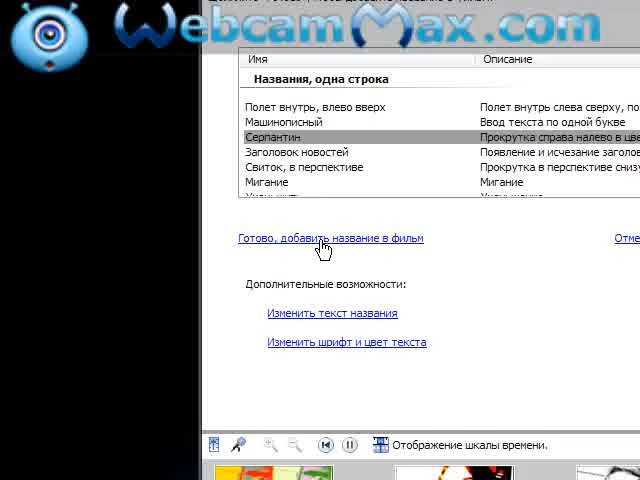 WebcamMax.com
Имя Описание
Названия, одна строка
Полет внутрь, влево вверх Полет внутрь слева сверху, по
Машинописный Ввод текста по одной букве
Серпантин Прокрутка справа налево в цве
Заголовок новостей Появление и исчезание заголо
Свиток, в перспективе Прокрутка в перспективе снизу
Мигание Мигание
Готово, добавить название в фильм Отме
Дополнительные возможности:
Изменить текст названия
Изменить шрифт и цвет текста
Отображение шкалы времени.